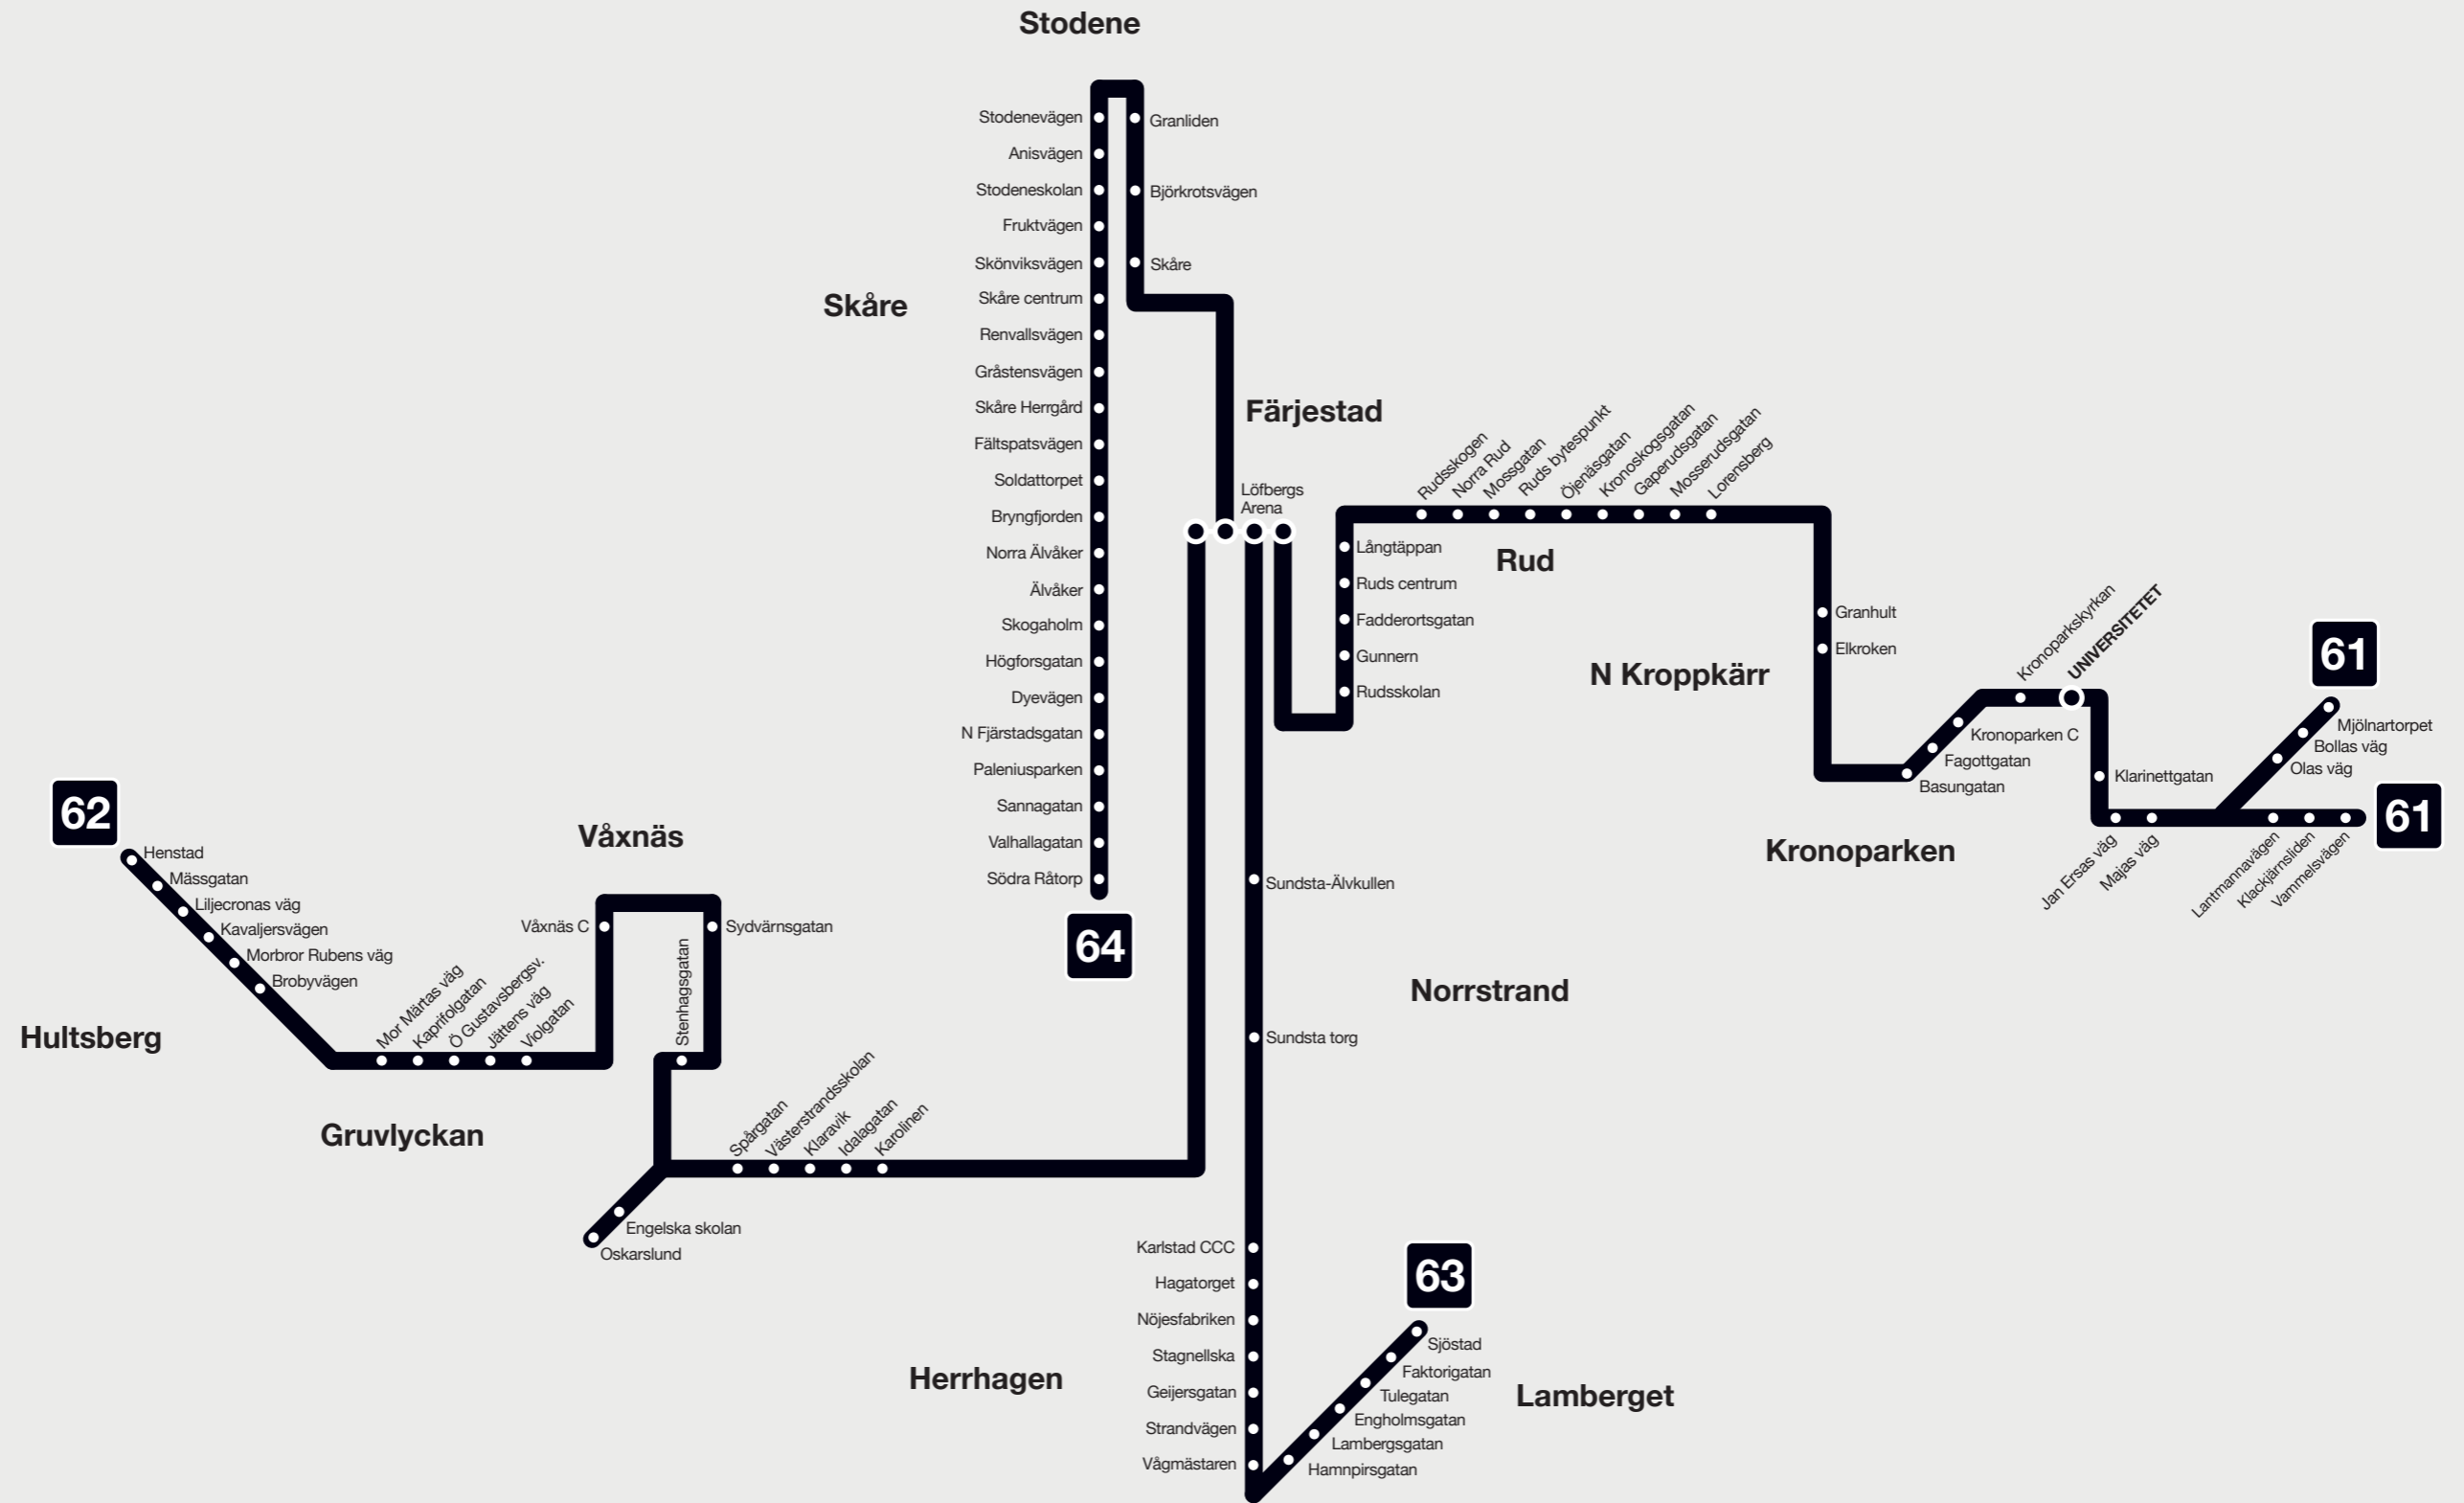 Stodene
Stodenevägen
Anisvägen
Stodeneskolan
Fruktvägen
Skönviksvägen
Skåre centrum
Renvallsvägen
Gråstensvägen
Skåre Herrgård
Fältspatsvägen
Soldattorpet
Bryngfjorden
Norra Älvåker
Älvåker
Skogaholm
Högforsgatan
Dyevägen
N Fjärstadsgatan
Paleniusparken
Sannagatan
Valhallagatan
Södra Råtorp
64
Granliden
Björkrotsvägen
Skåre
Skåre
Färjestad
Löfbergs
Arena
Rudsskogen
Norra Rud
Mossgatan
Ruds bytespunkt
Öjenäsgatan
Kronoskogsgatan
Gaperudsgatan
Mosserudsgatan
Lorensberg
Långtäppan
Ruds centrum
Fadderortsgatan
Gunnern
Rudsskolan
Rud
N Kroppkärr
Granhult
Elkroken
Kronoparkskyrkan
UNIVERSITETET
Kronoparken C
Fagottgatan
Basungatan
Kronoparken
Klarinettgatan
61
Mjölnartorpet
Bollas väg
Olas väg
61
Jan Ersas väg
Majas väg
Lantmannavägen
Klackjärnsliden
Vammelsvägen
62
Henstad
Mässgatan
Liljecronas väg
Kavaljersvägen
Morbror Rubens väg
Brobyvägen
Hultsberg
Mor Märtas väg
Kaprifolgatan
Ö Gustavsbergsv.
Jättens väg
Violgatan
Gruvlyckan
Våxnäs
Våxnäs C
Sydvärnsgatan
Stenhagsgatan
Spårgatan
Västerstrandsskolan
Klaravik
Idalagatan
Karolinen
Engelska skolan
Oskarslund
Sundsta-Älvkullen
Norrstrand
Sundsta torg
Karlstad CCC
Hagatorget
Nöjesfabriken
Stagnellska
Geijersgatan
Strandvägen
Vågmästaren
Herrhagen
63
Sjöstad
Faktorigatan
Tulegatan
Engholmsgatan
Lambergsgatan
Hamnpirsgatan
Lamberget